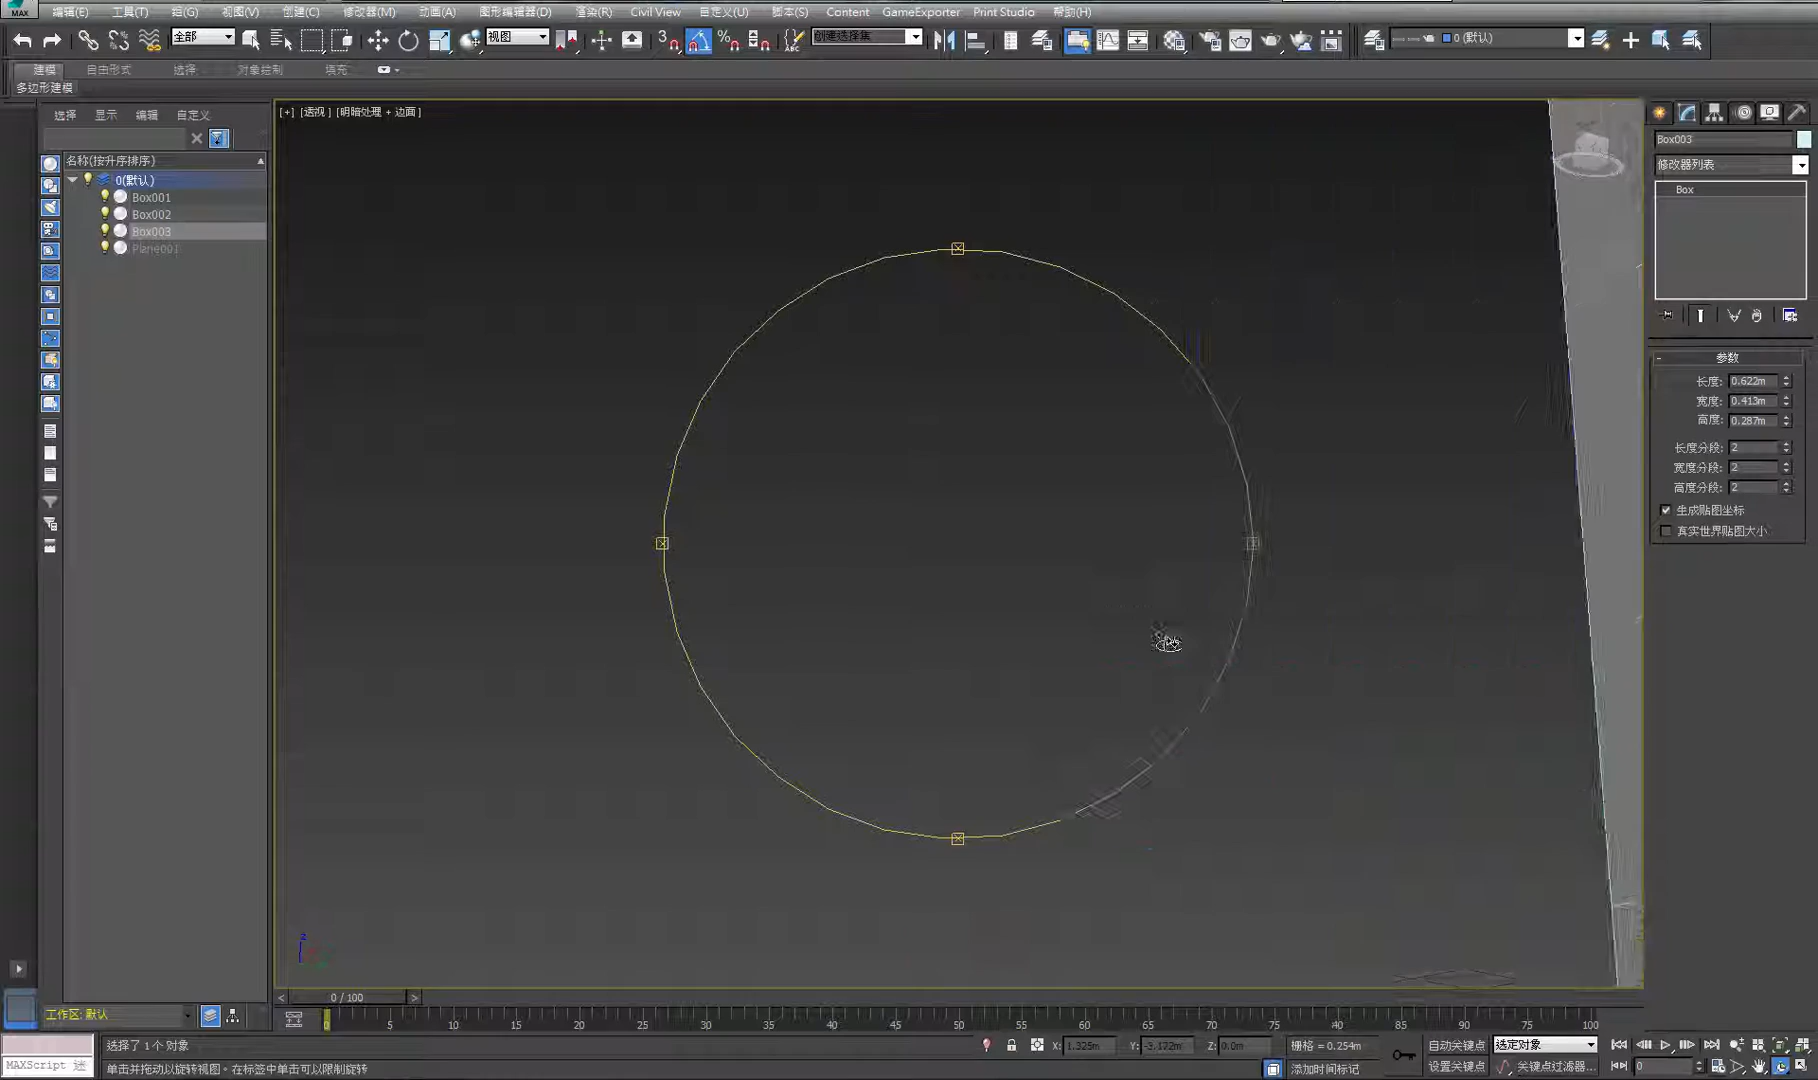 MAX 编辑(E) 工具(T) 组(G) 视图(V) 创建(C) 修改器(M) 动画(A) 图形编辑器(D) 渲染(R) Civil View 自定义(U) 脚本(S) Content GameExporter Print Studio 帮助(H)
全部 视图 3 % 创建选择集 0 (默认)
建模 自由形式 选择 对象绘制 填充
多边形建模
选择 显示 编辑 自定义
名称(按升序排序)
0(默认)
Box001
Box002
Box003
Plane001
[+] [透视 ] [明暗处理 + 边面 ]
Box003
修改器列表
Box
参数
长度: 0.622m
宽度: 0.413m
高度: 0.287m
长度分段: 2
宽度分段: 2
高度分段: 2
生成贴图坐标
真实世界贴图大小
z
< 0 / 100 >
工作区: 默认
0 5 10 15 20 25 30 35 40 45 50 55 60 65 70 75 80 85 90 95 100
选择了 1 个 对象 X: 1.325m Y: -3.172m Z: 0.0m 栅格 = 0.254m 自动关键点 选定对象
MAXScript 迷 单击并拖动以旋转视图。在标签中单击可以限制旋转 添加时间标记 设置关键点 关键点过滤器... 0